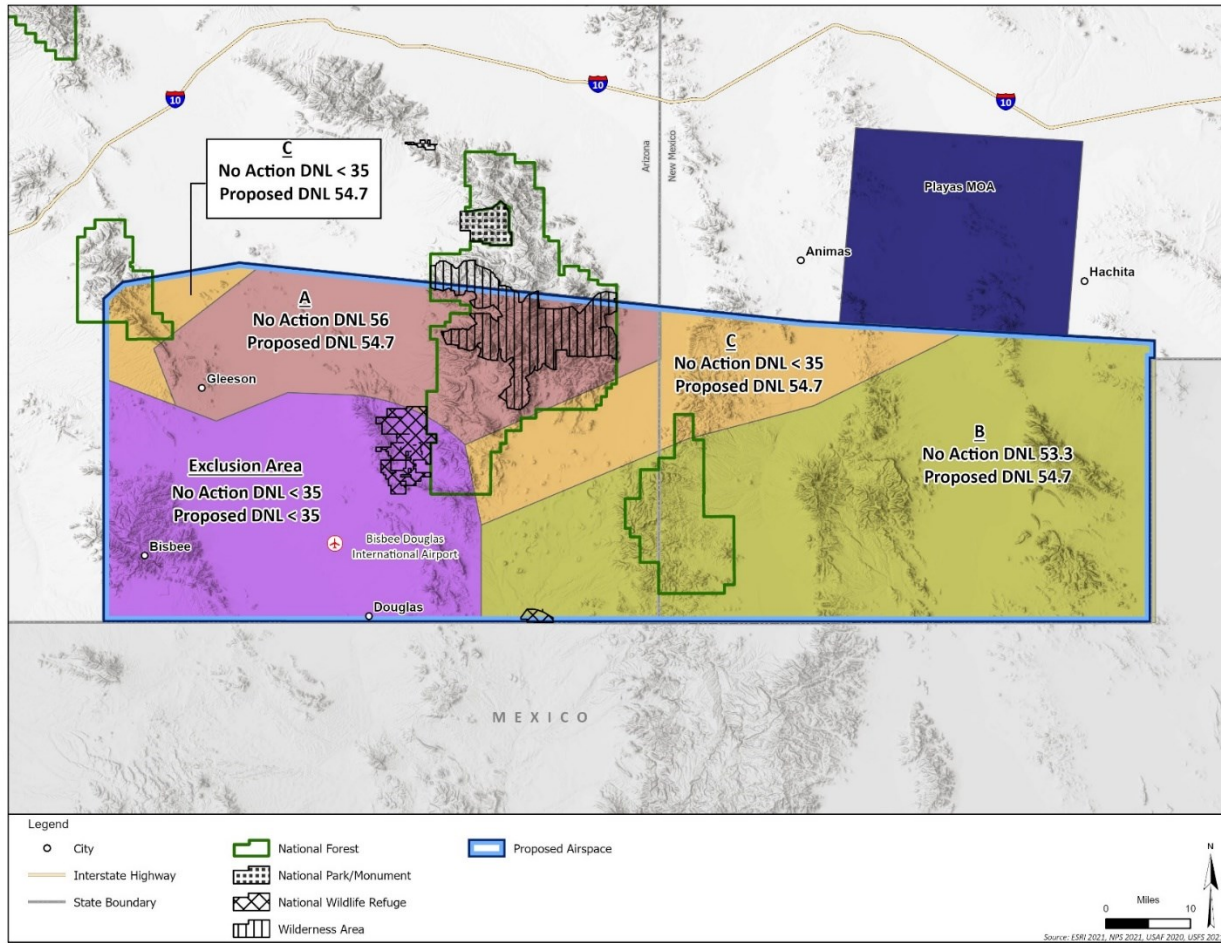 10
10
10
C
No Action DNL < 35
Proposed DNL 54.7
Arizona
New Mexico
Playas MOA
Animas
Hachita
A
No Action DNL 56
Proposed DNL 54.7
C
No Action DNL < 35
Proposed DNL 54.7
Gleeson
B
No Action DNL 53.3
Proposed DNL 54.7
Exclusion Area
No Action DNL < 35
Proposed DNL < 35
Bisbee
Bisbee Douglas
International Airport
Douglas
MEXICO
Legend
City
Interstate Highway
State Boundary
National Forest
National Park/Monument
National Wildlife Refuge
Wilderness Area
Proposed Airspace
N
Miles
0 10
Source: ESRI 2021, NPS 2021, USAF 2020, USFS